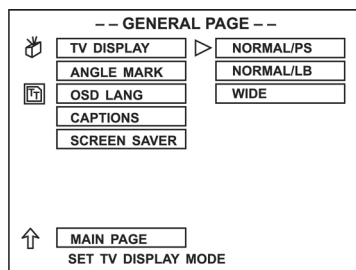 -- GENERAL PAGE --
TV DISPLAY
NORMAL/PS
ANGLE MARK
NORMAL/LB
OSD LANG
WIDE
CAPTIONS
SCREEN SAVER
MAIN PAGE
SET TV DISPLAY MODE